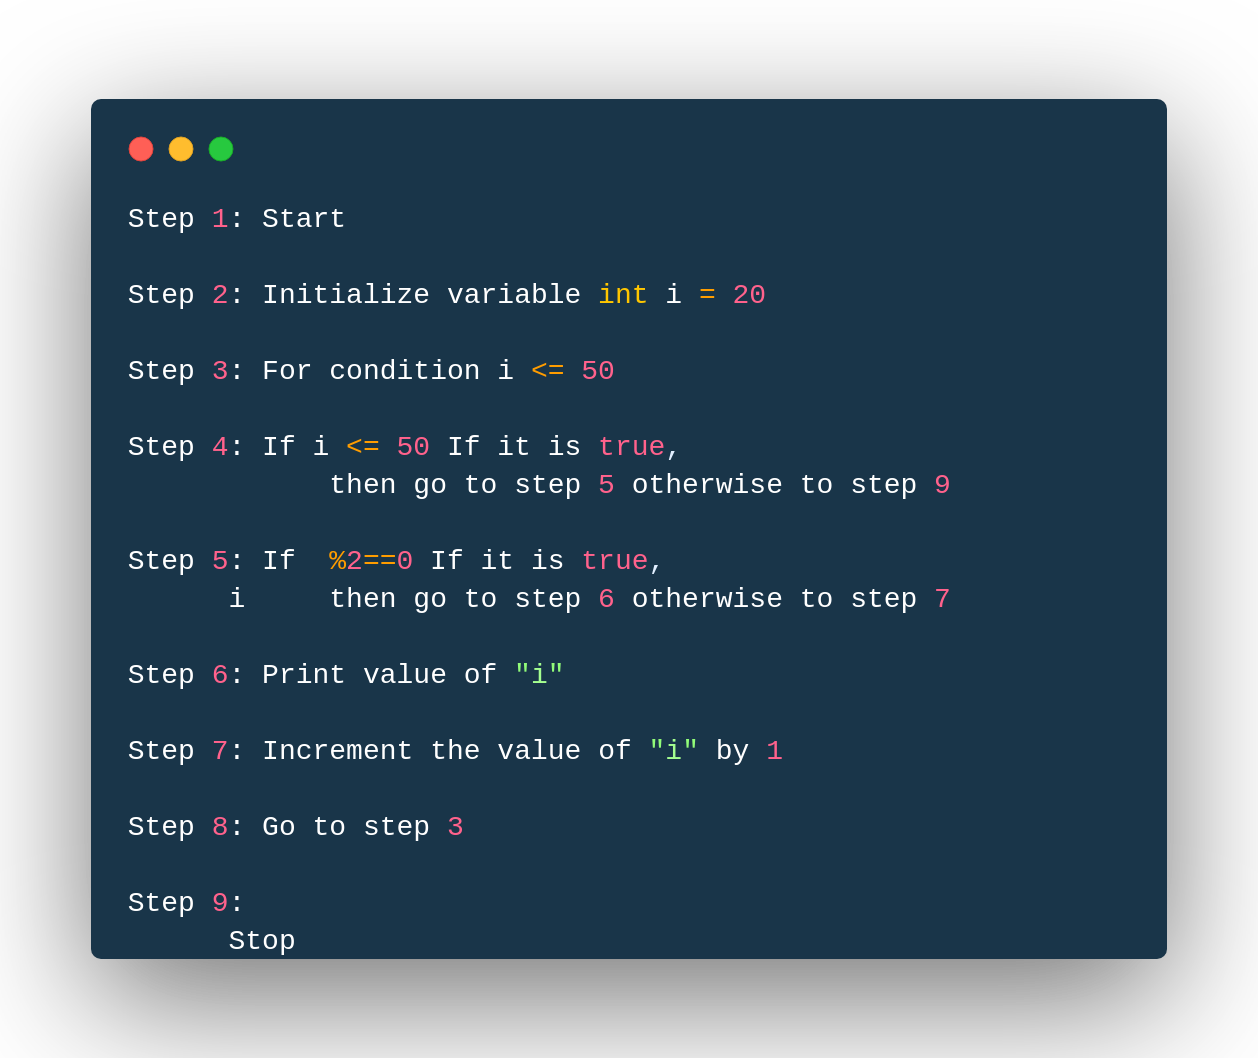 Step 1: Start
Step 2: Initialize variable int i = 20
Step 3: For condition i <= 50
Step 4: If i <= 50 If it is true,
then go to step 5 otherwise to step 9
Step 5: If  %2==0 If it is true,
i     then go to step 6 otherwise to step 7
Step 6: Print value of "i"
Step 7: Increment the value of "i" by 1
Step 8: Go to step 3
Step 9:
Stop